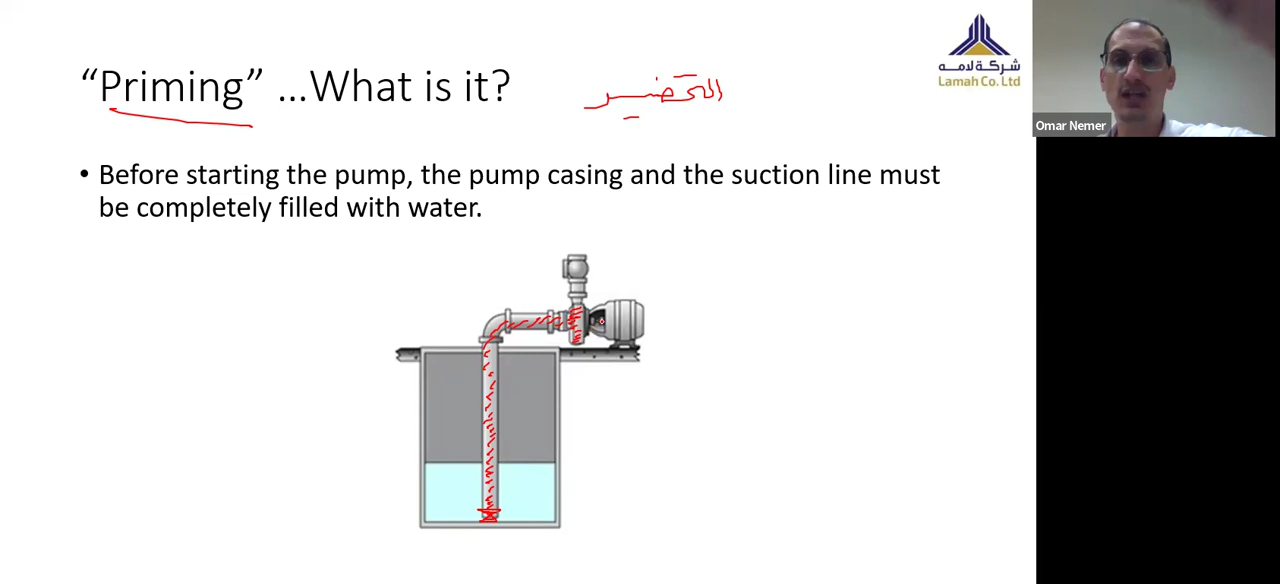 "Priming" …What is it?
التحضير
شركة لامه
Lamah Co. Ltd
Omar Nemer
• Before starting the pump, the pump casing and the suction line must
be completely filled with water.